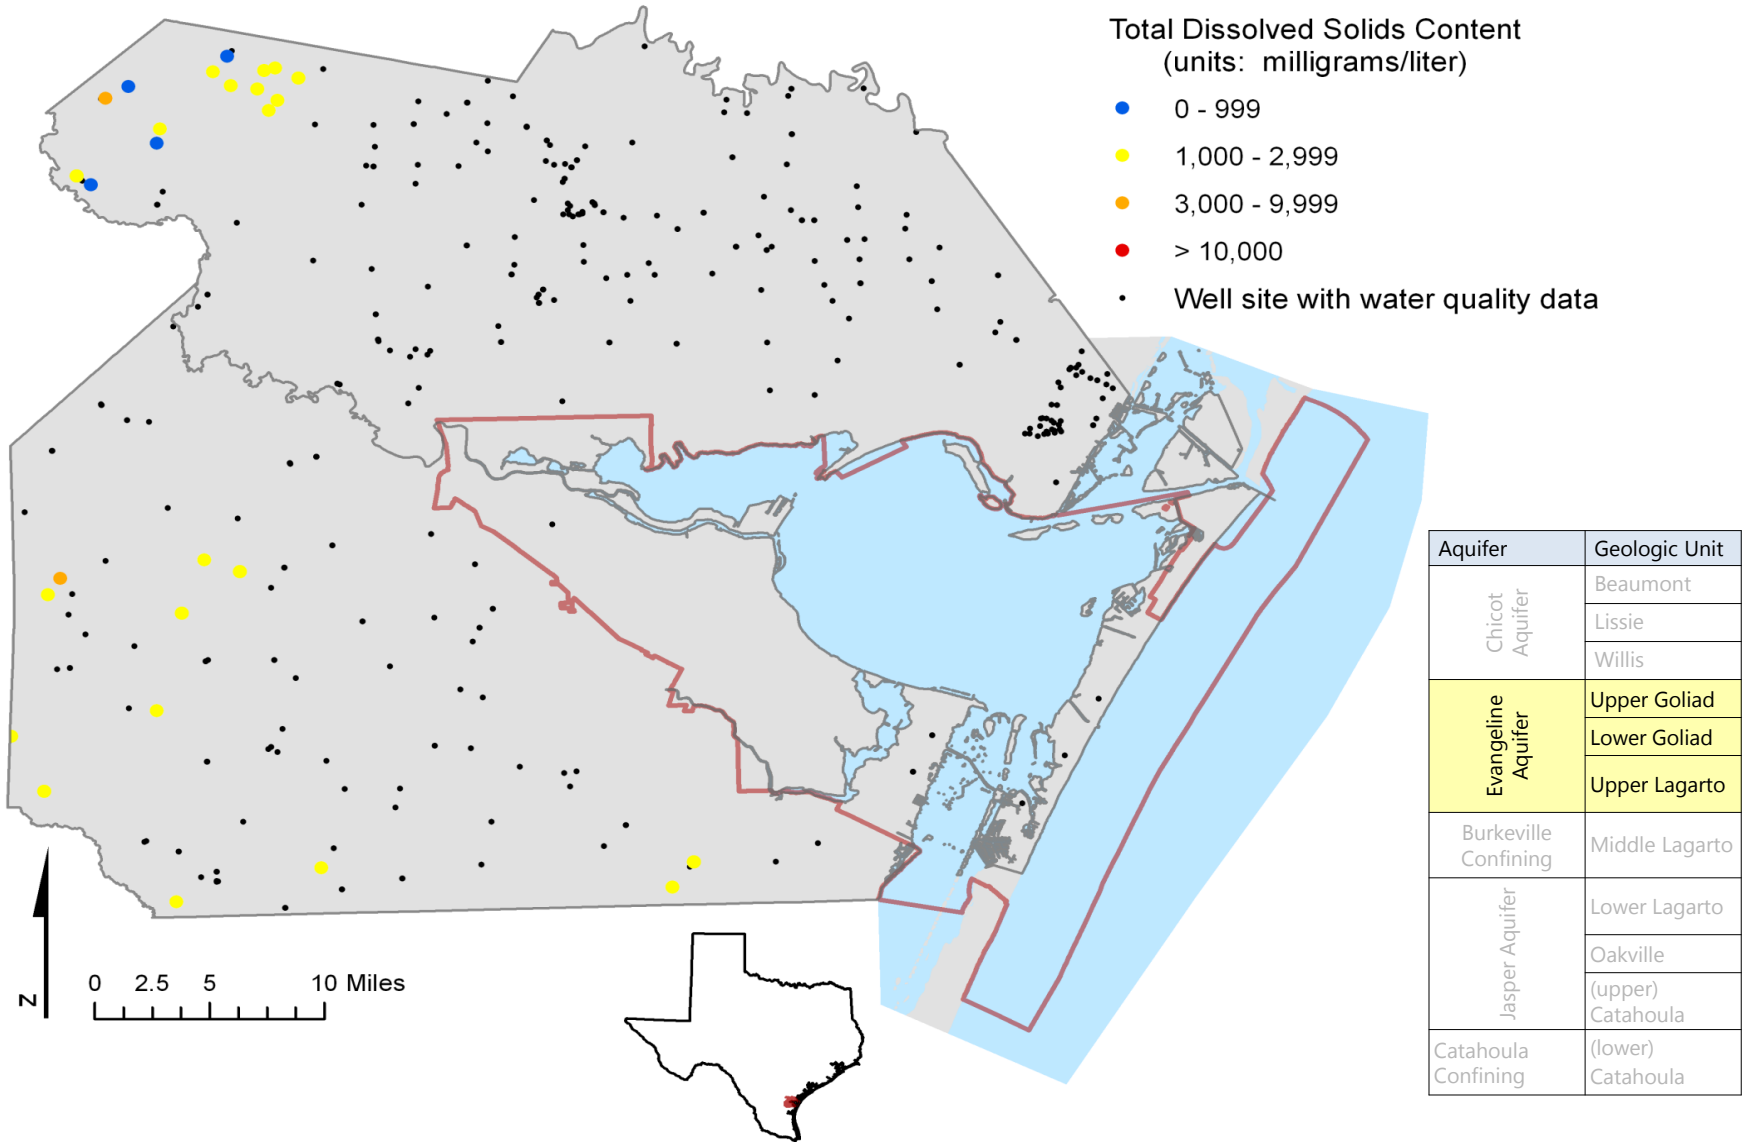 Total Dissolved Solids Content
(units: milligrams/liter)
0 - 999
1,000 - 2,999
3,000 - 9,999
> 10,000
Well site with water quality data
Aquifer
Geologic Unit
Chicot
Aquifer
Beaumont
Lissie
Willis
Evangeline
Aquifer
Upper Goliad
Lower Goliad
Upper Lagarto
Burkeville
Confining
Middle Lagarto
Jasper Aquifer
Lower Lagarto
Oakville
(upper)
Catahoula
Catahoula
Confining
(lower)
Catahoula
N
0 2.5 5 10 Miles